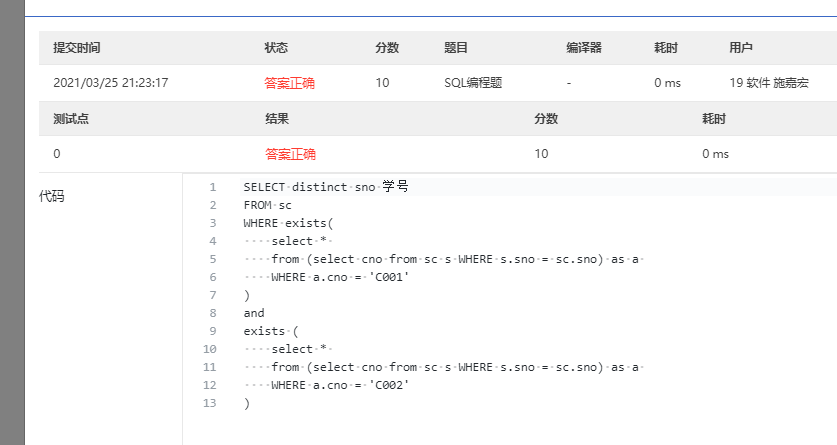 提交时间 状态 分数 题目 编译器 耗时 用户
2021/03/25 21:23:17 答案正确 10 SQL编程题 - 0 ms 19 软件 施嘉宏
测试点 结果 分数 耗时
0 答案正确 10 0 ms
代码
1 SELECT distinct sno 学号
2 FROM sc
3 WHERE exists(
4 select *
5 from (select cno from sc s WHERE s.sno = sc.sno) as a
6 WHERE a.cno = 'C001'
7 )
8 and
9 exists (
10 select *
11 from (select cno from sc s WHERE s.sno = sc.sno) as a
12 WHERE a.cno = 'C002'
13 )